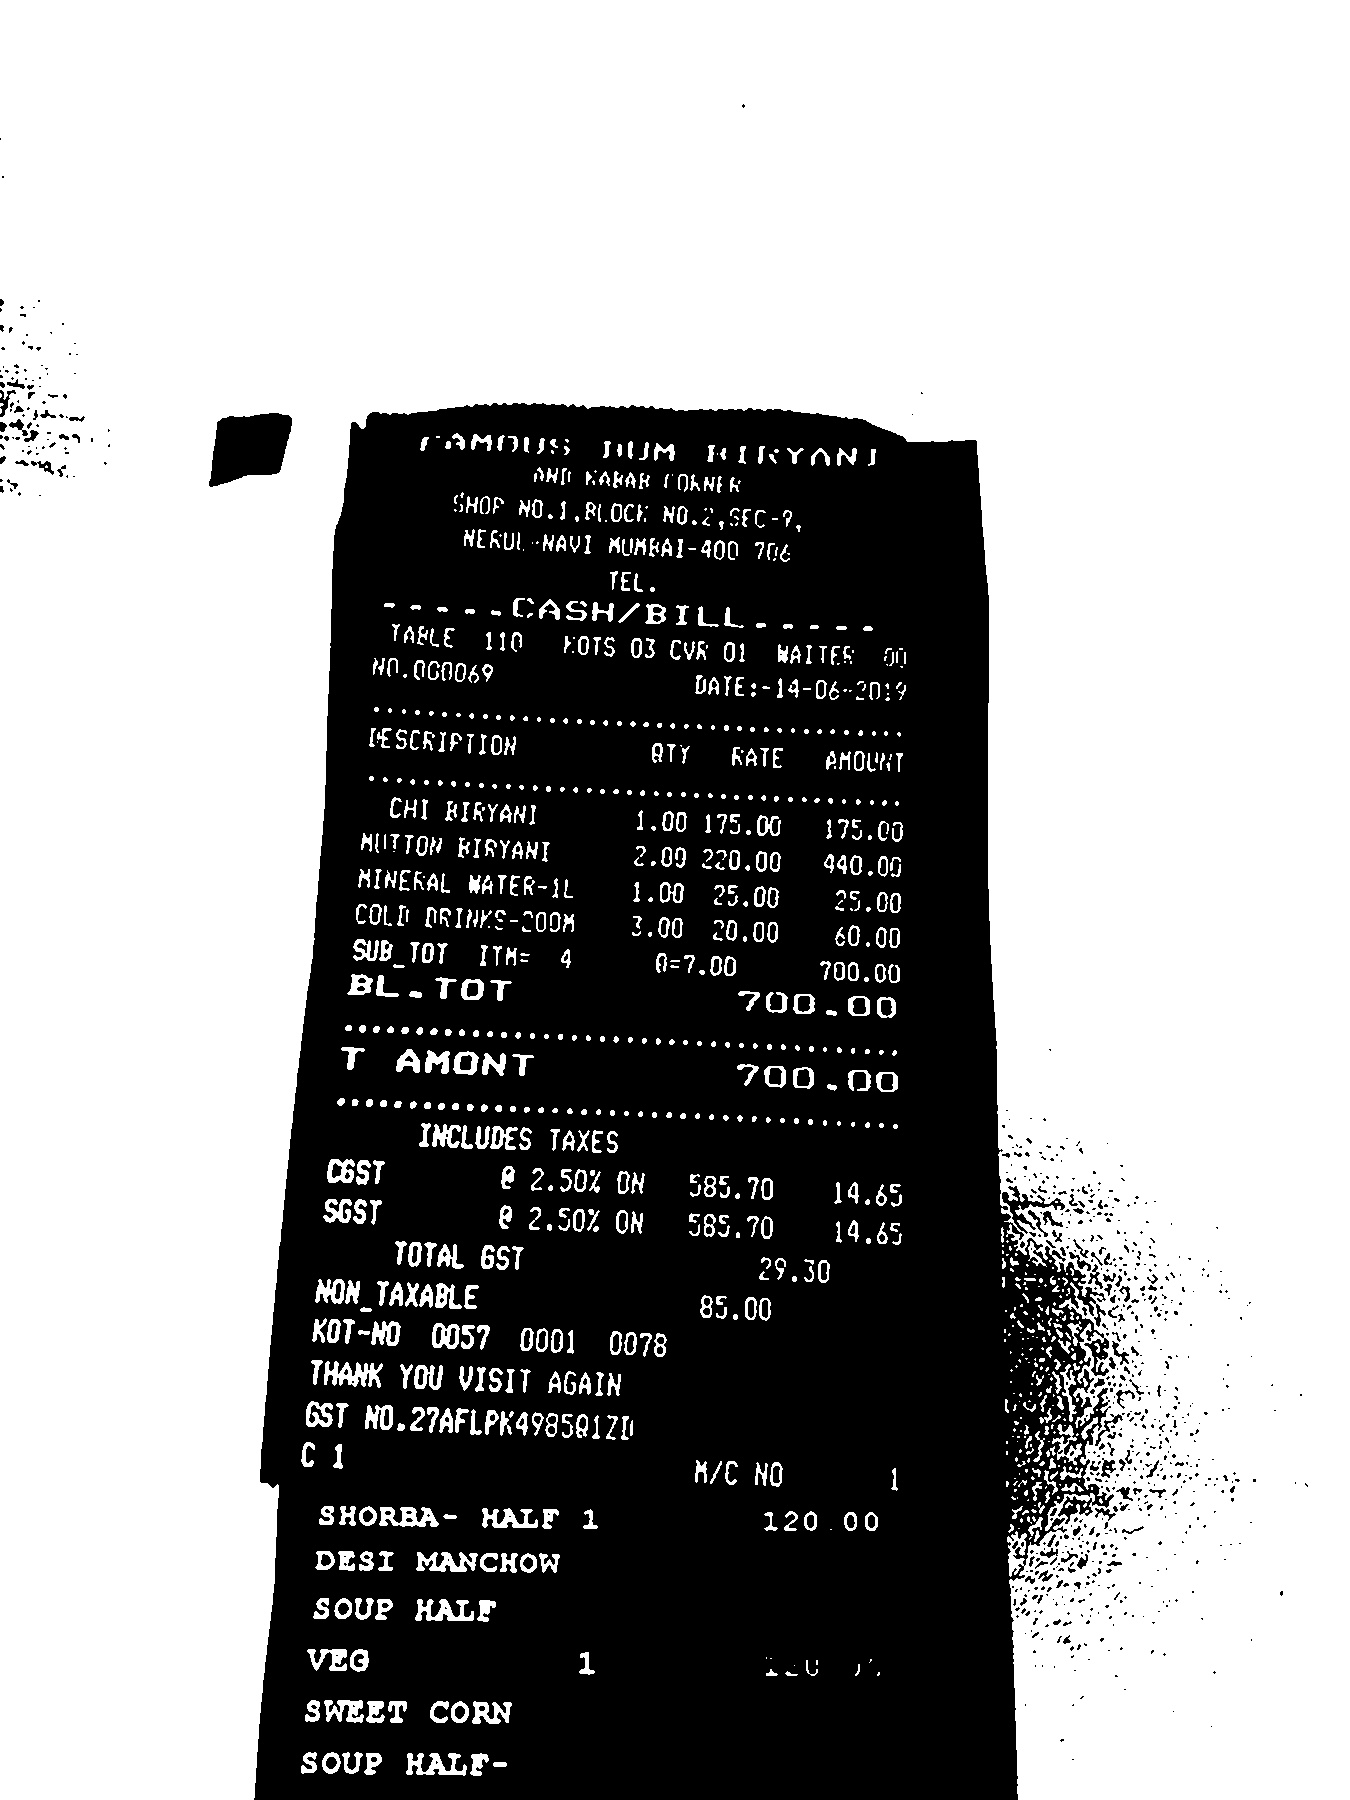 FAMOUS DUM BIRYANI
AND KABAB CORNER
SHOP NO.1,BLOCK NO.2,SEC-9,
NERUL-NAVI MUMBAI-400 706
TEL.
-----CASH/BILL-----
TABLE 110 KOTS 03 CVR 01 WAITER 00
NO.000069 DATE:-14-06-2019
DESCRIPTION QTY RATE AMOUNT
CHI BIRYANI 1.00 175.00 175.00
MUTTON BIRYANI 2.00 220.00 440.00
MINERAL WATER-1L 1.00 25.00 25.00
COLD DRINKS-200M 3.00 20.00 60.00
SUB_TOT ITM= 4 Q=7.00 700.00
BL.TOT 700.00
T AMONT 700.00
INCLUDES TAXES
CGST @ 2.50% ON 585.70 14.65
SGST @ 2.50% ON 585.70 14.65
TOTAL GST 29.30
NON_TAXABLE 85.00
KOT-NO 0057 0001 0078
THANK YOU VISIT AGAIN
GST NO.27AFLPK4985Q1ZD
C 1 M/C NO 1
SHORBA- HALF 1 120.00
DESI MANCHOW
SOUP HALF
VEG 1
SWEET CORN
SOUP HALF-